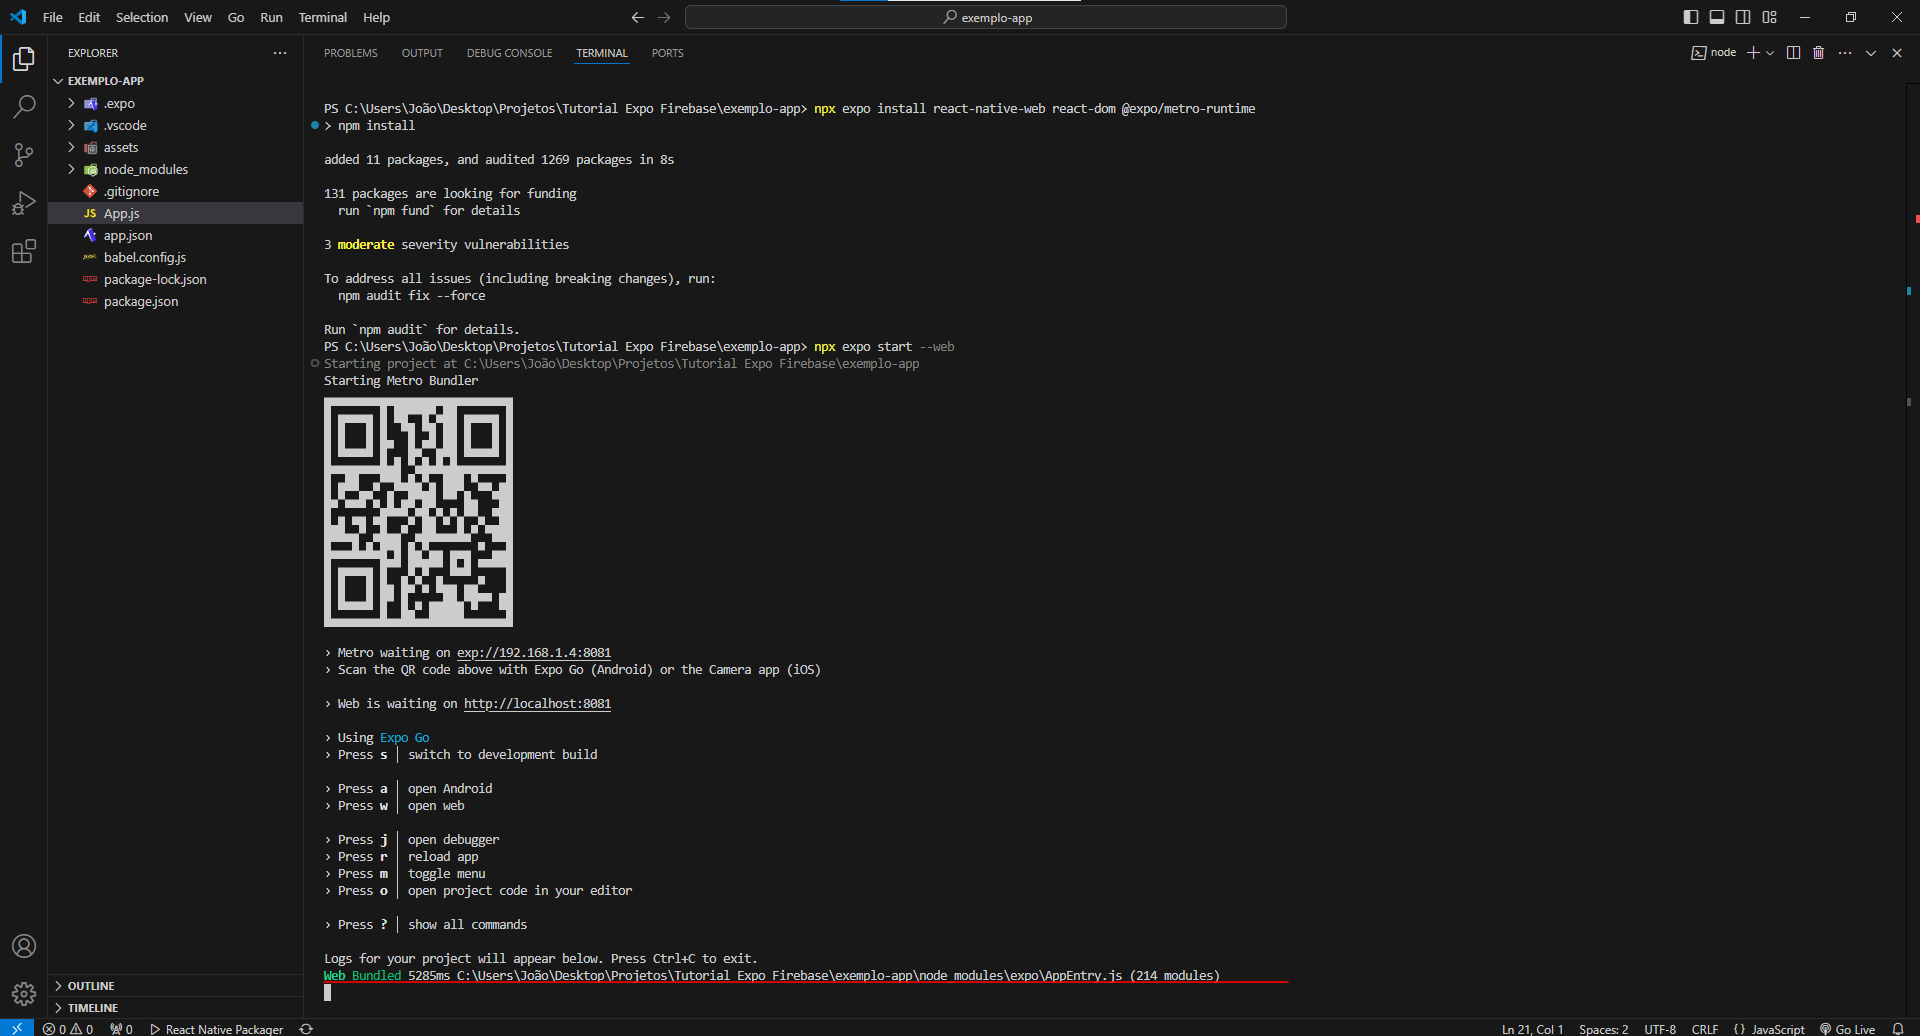 File Edit Selection View Go Run Terminal Help
exemplo-app
EXPLORER
EXEMPLO-APP
.expo
.vscode
assets
node_modules
.gitignore
JS App.js
app.json
babel.config.js
package-lock.json
package.json
OUTLINE
TIMELINE
PROBLEMS OUTPUT DEBUG CONSOLE TERMINAL PORTS
node
PS C:\Users\João\Desktop\Projetos\Tutorial Expo Firebase\exemplo-app> npx expo install react-native-web react-dom @expo/metro-runtime
> npm install
added 11 packages, and audited 1269 packages in 8s
131 packages are looking for funding
run `npm fund` for details
3 moderate severity vulnerabilities
To address all issues (including breaking changes), run:
npm audit fix --force
Run `npm audit` for details.
PS C:\Users\João\Desktop\Projetos\Tutorial Expo Firebase\exemplo-app> npx expo start --web
Starting project at C:\Users\João\Desktop\Projetos\Tutorial Expo Firebase\exemplo-app
Starting Metro Bundler
› Metro waiting on exp://192.168.1.4:8081
› Scan the QR code above with Expo Go (Android) or the Camera app (iOS)
› Web is waiting on http://localhost:8081
› Using Expo Go
› Press s │ switch to development build
› Press a │ open Android
› Press w │ open web
› Press j │ open debugger
› Press r │ reload app
› Press m │ toggle menu
› Press o │ open project code in your editor
› Press ? │ show all commands
Logs for your project will appear below. Press Ctrl+C to exit.
Web Bundled 5285ms C:\Users\João\Desktop\Projetos\Tutorial Expo Firebase\exemplo-app\node_modules\expo\AppEntry.js (214 modules)
0 0 0 React Native Packager Ln 21, Col 1 Spaces: 2 UTF-8 CRLF {} JavaScript Go Live